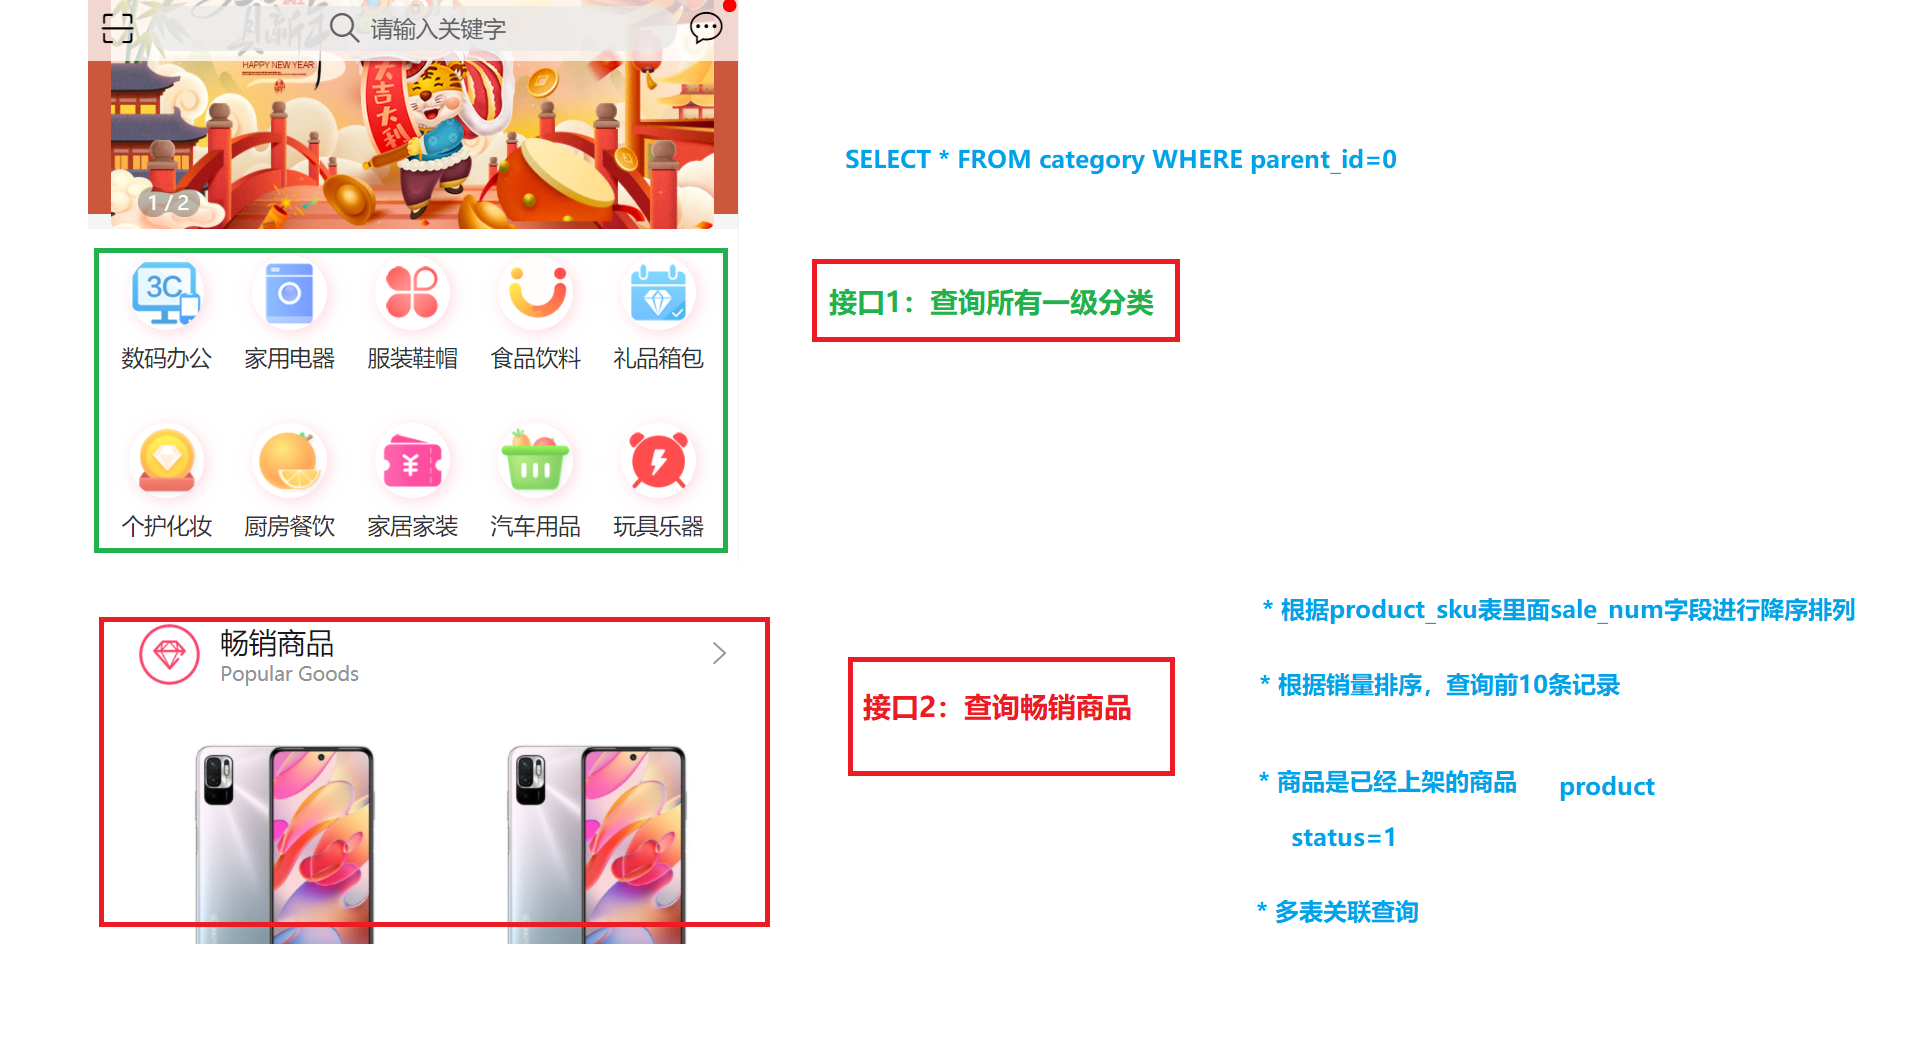 请输入关键字
HAPPY NEW YEAR
大吉大利
1 / 2
SELECT * FROM category WHERE parent_id=0
3C
数码办公
家用电器
服装鞋帽
食品饮料
礼品箱包
接口1：查询所有一级分类
个护化妆
厨房餐饮
家居家装
汽车用品
玩具乐器
畅销商品
Popular Goods
接口2：查询畅销商品
* 根据product_sku表里面sale_num字段进行降序排列
* 根据销量排序，查询前10条记录
* 商品是已经上架的商品 product
status=1
* 多表关联查询